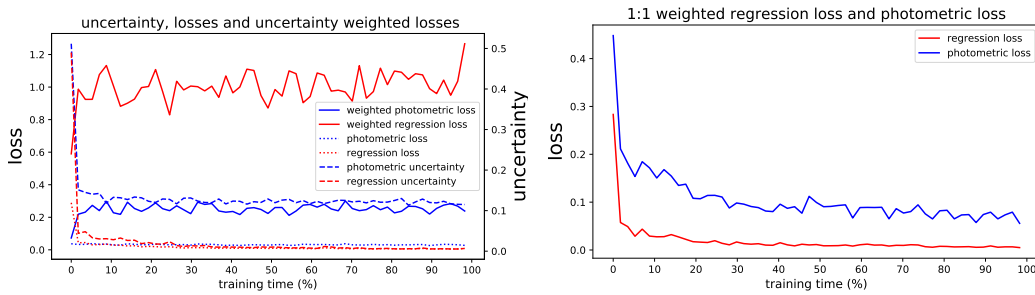 uncertainty, losses and uncertainty weighted losses
loss
1.2
1.0
0.8
0.6
0.4
0.2
0.0
0.5
0.4
0.3
0.2
0.1
0.0
uncertainty
weighted photometric loss
weighted regression loss
photometric loss
regression loss
photometric uncertainty
regression uncertainty
0 10 20 30 40 50 60 70 80 90 100
training time (%)
1:1 weighted regression loss and photometric loss
loss
0.4
0.3
0.2
0.1
0.0
regression loss
photometric loss
0 10 20 30 40 50 60 70 80 90 100
training time (%)